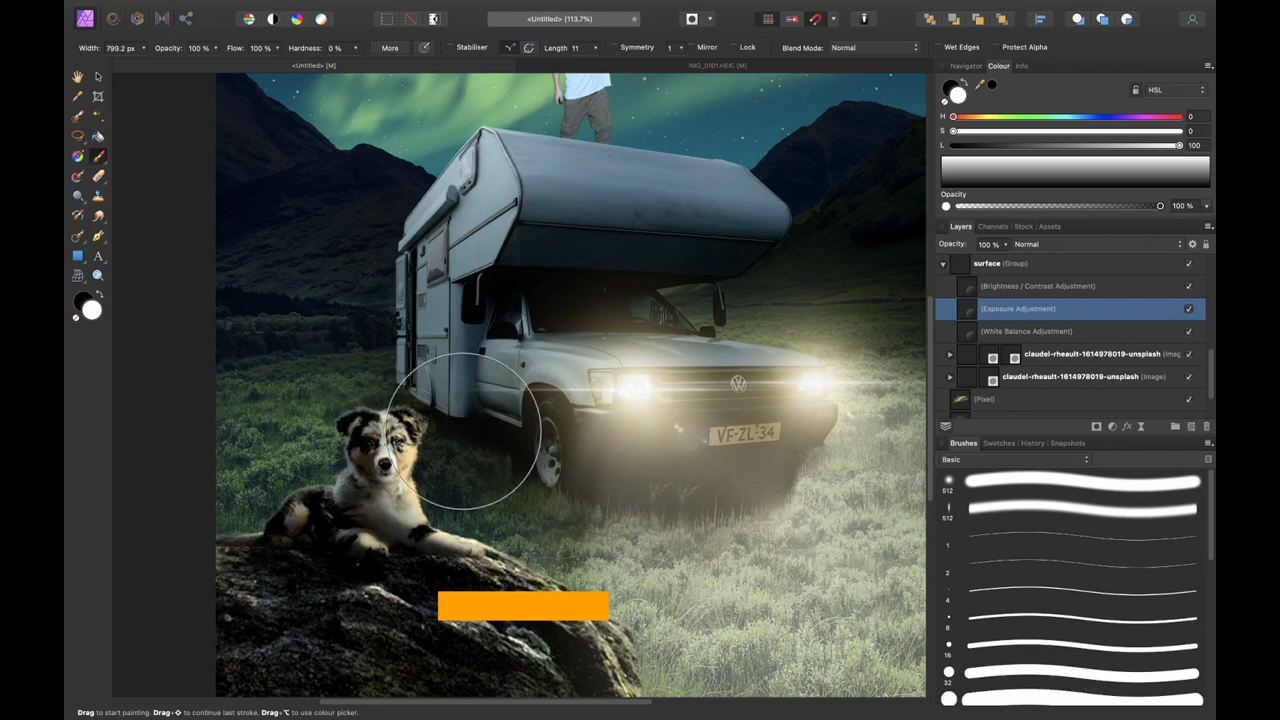 <Untitled> (113.7%)
Width: 799.2 px Opacity: 100 % Flow: 100 % Hardness: 0 % More Stabiliser Length 11 Symmetry 1 Mirror Lock Blend Mode: Normal Wet Edges Protect Alpha
<Untitled> [M] IMG_0101.HEIC [M]
Navigator Colour Info
HSL
H 0
S 0
L 100
Opacity
100 %
Layers Channels Stock Assets
Opacity: 100 % Normal
surface (Group)
(Brightness / Contrast Adjustment)
(Exposure Adjustment)
(White Balance Adjustment)
claudel-rheault-1614978019-unsplash (Imag
claudel-rheault-1614978019-unsplash (Image)
(Pixel)
Brushes Swatches History Snapshots
Basic
512
512
1
2
4
8
16
32
VF-ZL-34
Drag to start painting. Drag+⇧ to continue last stroke. Drag+⌥ to use colour picker.